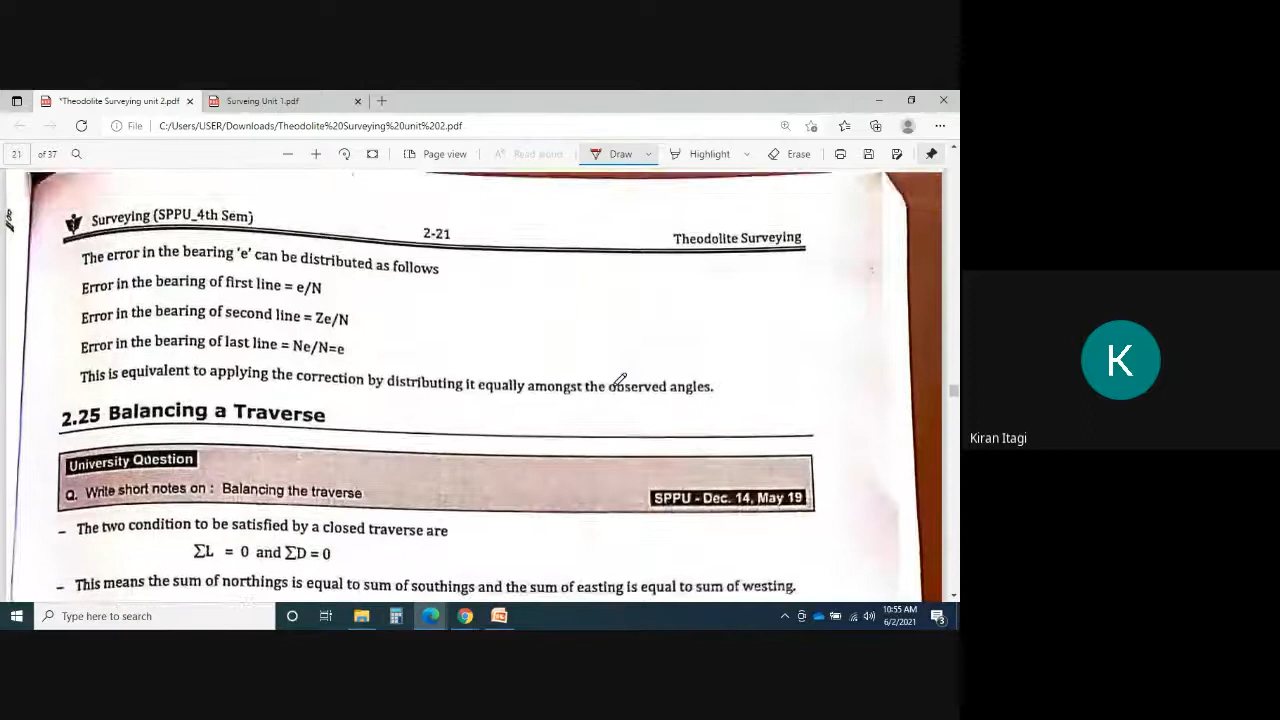 *Theodolite Surveying unit 2.pdf
Surveing Unit 1.pdf
File C:/Users/USER/Downloads/Theodolite%20Surveying%20unit%202.pdf
21 of 37 Page view Read aloud Draw Highlight Erase
Surveying (SPPU_4th Sem) 2-21 Theodolite Surveying
The error in the bearing 'e' can be distributed as follows
Error in the bearing of first line = e/N
Error in the bearing of second line = Ze/N
Error in the bearing of last line = Ne/N=e
This is equivalent to applying the correction by distributing it equally amongst the observed angles.
2.25 Balancing a Traverse
University Question
Q. Write short notes on : Balancing the traverse SPPU - Dec. 14, May 19
– The two condition to be satisfied by a closed traverse are
ΣL = 0 and ΣD = 0
– This means the sum of northings is equal to sum of southings and the sum of easting is equal to sum of westing.
Type here to search
10:55 AM
6/2/2021
3
K
Kiran Itagi